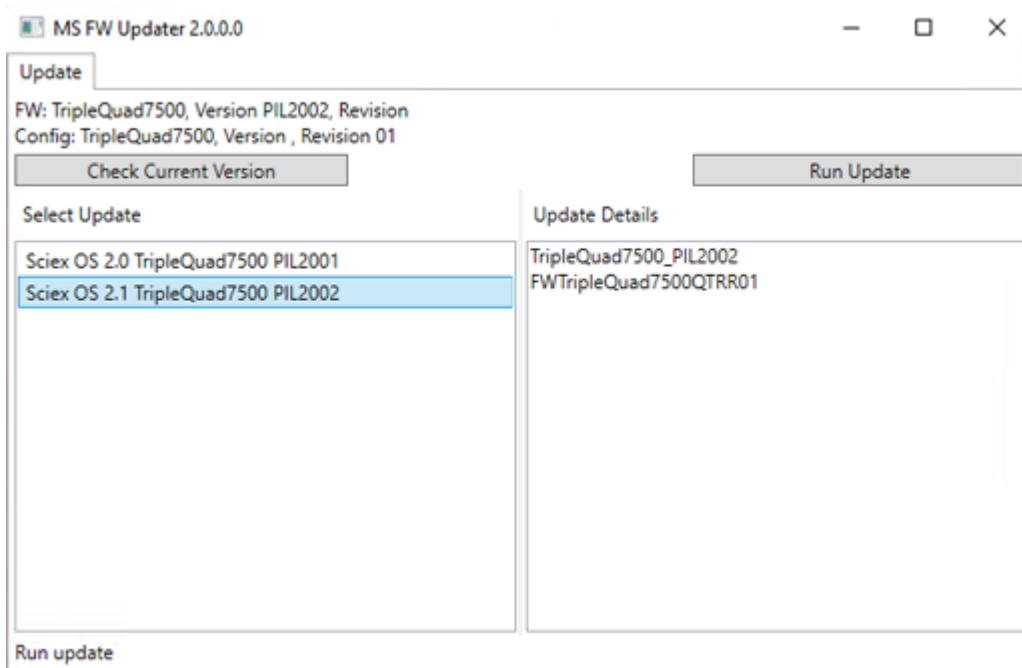 MS FW Updater 2.0.0.0
Update
FW: TripleQuad7500, Version PIL2002, Revision
Config: TripleQuad7500, Version , Revision 01
Check Current Version
Run Update
Select Update
Update Details
Sciex OS 2.0 TripleQuad7500 PIL2001
Sciex OS 2.1 TripleQuad7500 PIL2002
TripleQuad7500_PIL2002
FWTripleQuad7500QTRR01
Run update